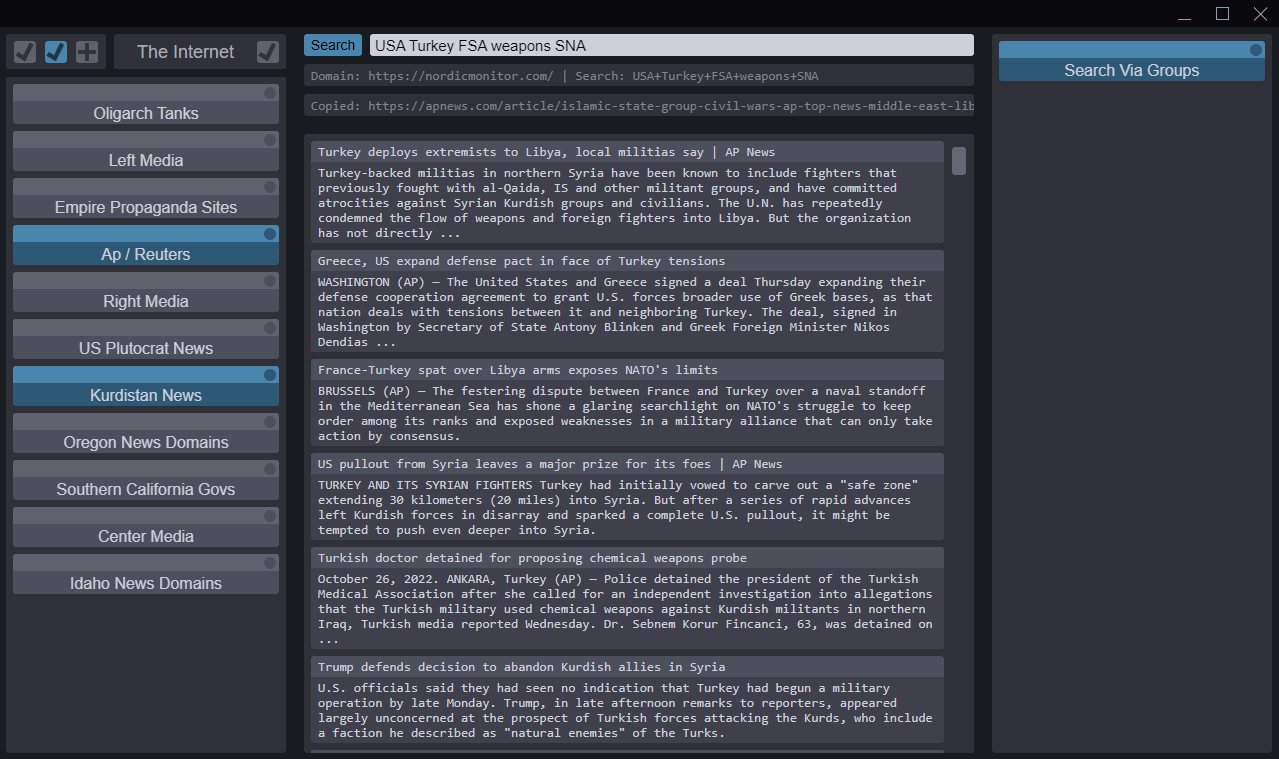 The Internet
Oligarch Tanks
Left Media
Empire Propaganda Sites
Ap / Reuters
Right Media
US Plutocrat News
Kurdistan News
Oregon News Domains
Southern California Govs
Center Media
Idaho News Domains
Search
USA Turkey FSA weapons SNA
Domain: https://nordicmonitor.com/ | Search: USA+Turkey+FSA+weapons+SNA
Copied: https://apnews.com/article/islamic-state-group-civil-wars-ap-top-news-middle-east-lib
Turkey deploys extremists to Libya, local militias say | AP News
Turkey-backed militias in northern Syria have been known to include fighters that
previously fought with al-Qaida, IS and other militant groups, and have committed
atrocities against Syrian Kurdish groups and civilians. The U.N. has repeatedly
condemned the flow of weapons and foreign fighters into Libya. But the organization
has not directly ...
Greece, US expand defense pact in face of Turkey tensions
WASHINGTON (AP) — The United States and Greece signed a deal Thursday expanding their
defense cooperation agreement to grant U.S. forces broader use of Greek bases, as that
nation deals with tensions between it and neighboring Turkey. The deal, signed in
Washington by Secretary of State Antony Blinken and Greek Foreign Minister Nikos
Dendias ...
France-Turkey spat over Libya arms exposes NATO's limits
BRUSSELS (AP) — The festering dispute between France and Turkey over a naval standoff
in the Mediterranean Sea has shone a glaring searchlight on NATO's struggle to keep
order among its ranks and exposed weaknesses in a military alliance that can only take
action by consensus.
US pullout from Syria leaves a major prize for its foes | AP News
TURKEY AND ITS SYRIAN FIGHTERS Turkey had initially vowed to carve out a "safe zone"
extending 30 kilometers (20 miles) into Syria. But after a series of rapid advances
left Kurdish forces in disarray and sparked a complete U.S. pullout, it might be
tempted to push even deeper into Syria.
Turkish doctor detained for proposing chemical weapons probe
October 26, 2022. ANKARA, Turkey (AP) — Police detained the president of the Turkish
Medical Association after she called for an independent investigation into allegations
that the Turkish military used chemical weapons against Kurdish militants in northern
Iraq, Turkish media reported Wednesday. Dr. Sebnem Korur Fincanci, 63, was detained on
...
Trump defends decision to abandon Kurdish allies in Syria
U.S. officials said they had seen no indication that Turkey had begun a military
operation by late Monday. Trump, in late afternoon remarks to reporters, appeared
largely unconcerned at the prospect of Turkish forces attacking the Kurds, who include
a faction he described as "natural enemies" of the Turks.
Search Via Groups